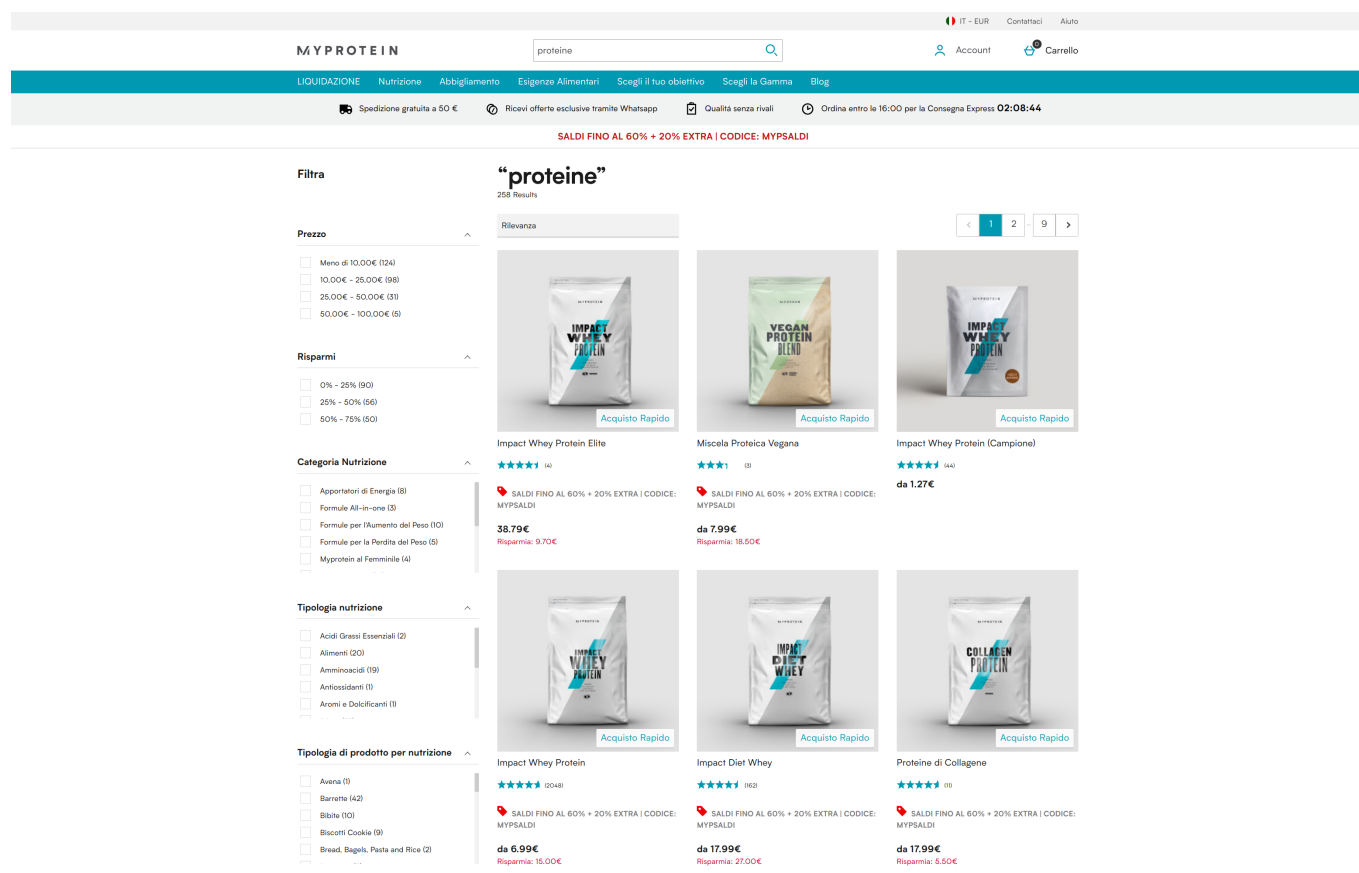 IT - EUR Contattaci Aiuto
MYPROTEIN proteine Account 0 Carrello
LIQUIDAZIONE Nutrizione Abbigliamento Esigenze Alimentari Scegli il tuo obiettivo Scegli la Gamma Blog
Spedizione gratuita a 50 € Ricevi offerte esclusive tramite Whatsapp Qualità senza rivali Ordina entro le 16:00 per la Consegna Express 02:08:44
SALDI FINO AL 60% + 20% EXTRA | CODICE: MYPSALDI
Filtra
Prezzo
Meno di 10,00€ (124)
10,00€ - 25,00€ (98)
25,00€ - 50,00€ (31)
50,00€ - 100,00€ (5)
Risparmi
0% - 25% (90)
25% - 50% (56)
50% - 75% (50)
Categoria Nutrizione
Apportatori di Energia (8)
Formule All-in-one (3)
Formule per l'Aumento del Peso (10)
Formule per la Perdita del Peso (5)
Myprotein al Femminile (4)
Tipologia nutrizione
Acidi Grassi Essenziali (2)
Alimenti (20)
Amminoacidi (19)
Antiossidanti (1)
Aromi e Dolcificanti (1)
Tipologia di prodotto per nutrizione
Avena (1)
Barrette (42)
Bibite (10)
Biscotti Cookie (9)
Bread, Bagels, Pasta and Rice (2)
“proteine”
258 Results
Rilevanza
1 2 ... 9
MYPROTEIN
IMPACT
WHEY
PROTEIN
Acquisto Rapido
Impact Whey Protein Elite
(4)
SALDI FINO AL 60% + 20% EXTRA | CODICE:
MYPSALDI
38.79€
Risparmia: 9.70€
MYVEGAN
VEGAN
PROTEIN
BLEND
Acquisto Rapido
Miscela Proteica Vegana
(3)
SALDI FINO AL 60% + 20% EXTRA | CODICE:
MYPSALDI
da 7.99€
Risparmia: 18.50€
MYPROTEIN
IMPACT
WHEY
PROTEIN
Acquisto Rapido
Impact Whey Protein (Campione)
(44)
da 1.27€
MYPROTEIN
IMPACT
WHEY
PROTEIN
Acquisto Rapido
Impact Whey Protein
(2048)
SALDI FINO AL 60% + 20% EXTRA | CODICE:
MYPSALDI
da 6.99€
Risparmia: 15.00€
MYPROTEIN
IMPACT
DIET
WHEY
Acquisto Rapido
Impact Diet Whey
(162)
SALDI FINO AL 60% + 20% EXTRA | CODICE:
MYPSALDI
da 17.99€
Risparmia: 27.00€
MYPROTEIN
COLLAGEN
PROTEIN
Acquisto Rapido
Proteine di Collagene
(11)
SALDI FINO AL 60% + 20% EXTRA | CODICE:
MYPSALDI
da 17.99€
Risparmia: 5.50€